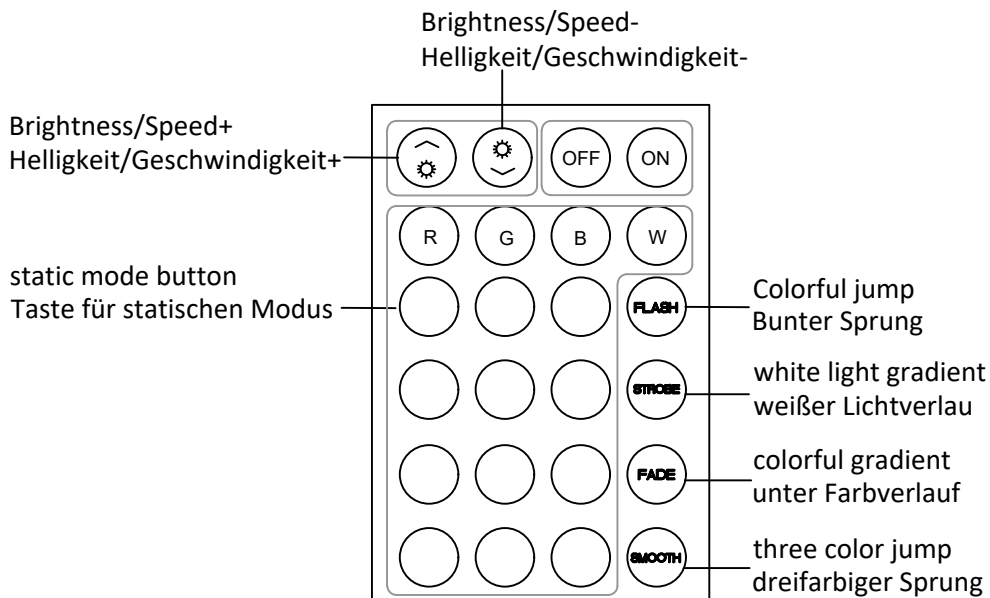 Brightness/Speed-
Helligkeit/Geschwindigkeit-
Brightness/Speed+
Helligkeit/Geschwindigkeit+
OFF ON
R G B W
static mode button
Taste für statischen Modus
FLASH
Colorful jump
Bunter Sprung
STROBE
white light gradient
weißer Lichtverlau
FADE
colorful gradient
unter Farbverlauf
SMOOTH
three color jump
dreifarbiger Sprung